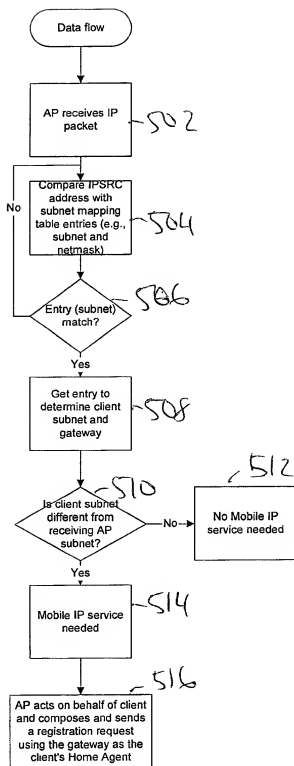 Data flow
AP receives IP
packet
502
Compare IPSRC
address with
subnet mapping
table entries (e.g.,
subnet and
netmask)
504
No
506
Entry (subnet)
match?
Yes
Get entry to
determine client
subnet and
gateway
508
510
Is client subnet
different from
receiving AP
subnet?
No
512
No Mobile IP
service needed
Yes
Mobile IP service
needed
514
516
AP acts on behalf of client
and composes and sends
a registration request
using the gateway as the
client's Home Agent